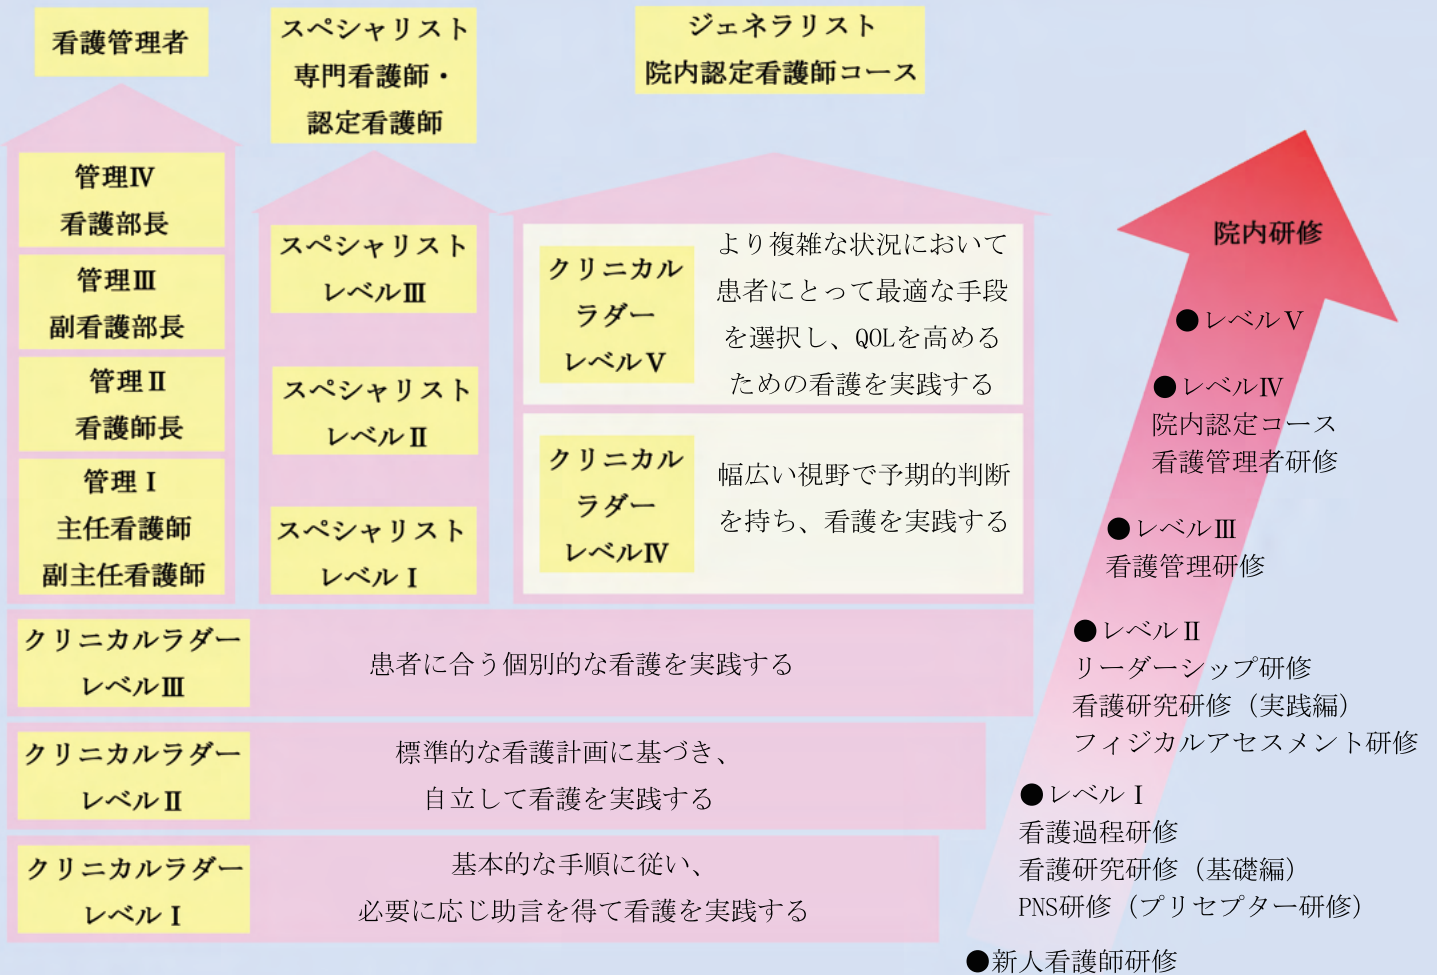 看護管理者
管理Ⅳ
看護部長
管理Ⅲ
副看護部長
管理Ⅱ
看護師長
管理Ⅰ
主任看護師
副主任看護師
スペシャリスト
専門看護師・
認定看護師
スペシャリスト
レベルⅢ
スペシャリスト
レベルⅡ
スペシャリスト
レベルⅠ
ジェネラリスト
院内認定看護師コース
クリニカル
ラダー
レベルⅤ
より複雑な状況において
患者にとって最適な手段
を選択し、QOLを高める
ための看護を実践する
クリニカル
ラダー
レベルⅣ
幅広い視野で予期的判断
を持ち、看護を実践する
クリニカルラダー
レベルⅢ
患者に合う個別的な看護を実践する
クリニカルラダー
レベルⅡ
標準的な看護計画に基づき、
自立して看護を実践する
クリニカルラダー
レベルⅠ
基本的な手順に従い、
必要に応じ助言を得て看護を実践する
院内研修
●レベルⅤ
●レベルⅣ
院内認定コース
看護管理者研修
●レベルⅢ
看護管理研修
●レベルⅡ
リーダーシップ研修
看護研究研修（実践編）
フィジカルアセスメント研修
●レベルⅠ
看護過程研修
看護研究研修（基礎編）
PNS研修（プリセプター研修）
●新人看護師研修